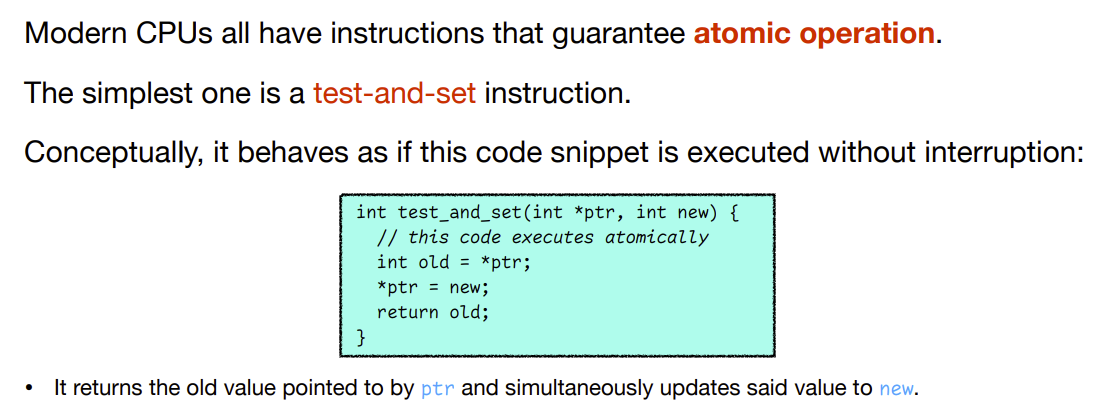 Modern CPUs all have instructions that guarantee atomic operation.
The simplest one is a test-and-set instruction.
Conceptually, it behaves as if this code snippet is executed without interruption:
int test_and_set(int *ptr, int new) {
// this code executes atomically
int old = *ptr;
*ptr = new;
return old;
}
• It returns the old value pointed to by ptr and simultaneously updates said value to new.